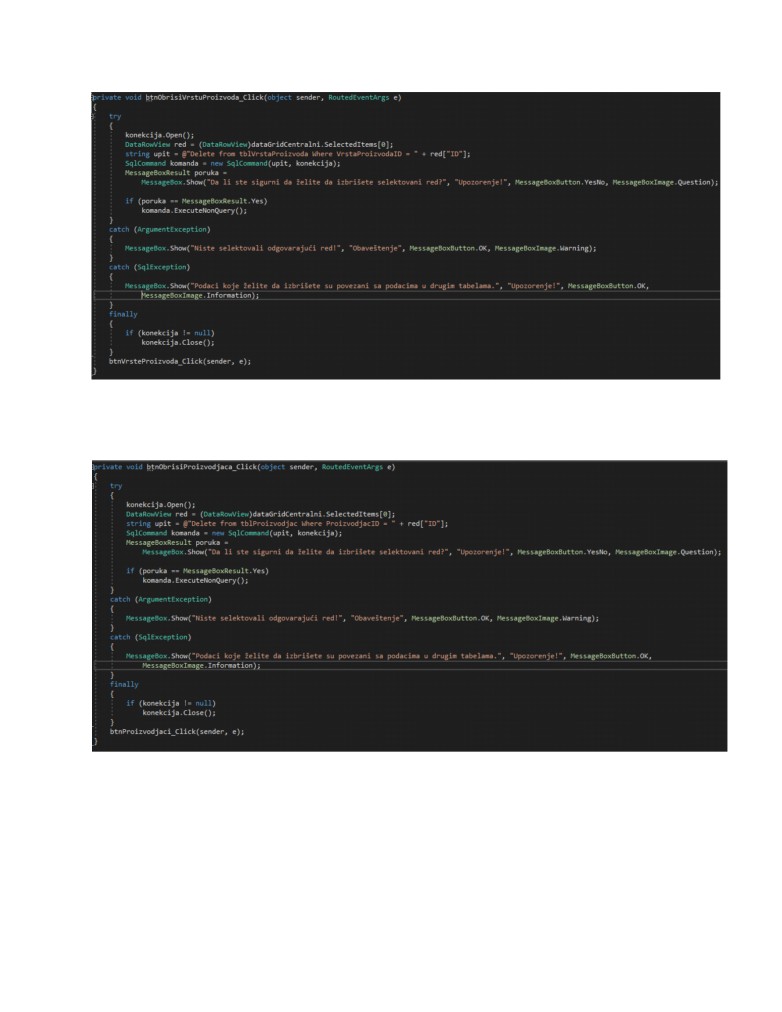 private void btnObrisiVrstuProizvoda_Click(object sender, RoutedEventArgs e)
{
try
{
konekcija.Open();
DataRowView red = (DataRowView)dataGridCentralni.SelectedItems[0];
string upit = @"Delete from tblVrstaProizvoda Where VrstaProizvodaID = " + red["ID"];
SqlCommand komanda = new SqlCommand(upit, konekcija);
MessageBoxResult poruka =
MessageBox.Show("Da li ste sigurni da želite da izbrišete selektovani red?", "Upozorenje!", MessageBoxButton.YesNo, MessageBoxImage.Question);
if (poruka == MessageBoxResult.Yes)
komanda.ExecuteNonQuery();
}
catch (ArgumentException)
{
MessageBox.Show("Niste selektovali odgovarajući red!", "Obaveštenje", MessageBoxButton.OK, MessageBoxImage.Warning);
}
catch (SqlException)
{
MessageBox.Show("Podaci koje želite da izbrišete su povezani sa podacima u drugim tabelama.", "Upozorenje!", MessageBoxButton.OK,
MessageBoxImage.Information);
}
finally
{
if (konekcija != null)
konekcija.Close();
}
btnVrsteProizvoda_Click(sender, e);
}
private void btnObrisiProizvodjaca_Click(object sender, RoutedEventArgs e)
{
try
{
konekcija.Open();
DataRowView red = (DataRowView)dataGridCentralni.SelectedItems[0];
string upit = @"Delete from tblProizvodjac Where ProizvodjacID = " + red["ID"];
SqlCommand komanda = new SqlCommand(upit, konekcija);
MessageBoxResult poruka =
MessageBox.Show("Da li ste sigurni da želite da izbrišete selektovani red?", "Upozorenje!", MessageBoxButton.YesNo, MessageBoxImage.Question);
if (poruka == MessageBoxResult.Yes)
komanda.ExecuteNonQuery();
}
catch (ArgumentException)
{
MessageBox.Show("Niste selektovali odgovarajući red!", "Obaveštenje", MessageBoxButton.OK, MessageBoxImage.Warning);
}
catch (SqlException)
{
MessageBox.Show("Podaci koje želite da izbrišete su povezani sa podacima u drugim tabelama.", "Upozorenje!", MessageBoxButton.OK,
MessageBoxImage.Information);
}
finally
{
if (konekcija != null)
konekcija.Close();
}
btnProizvodjaci_Click(sender, e);
}